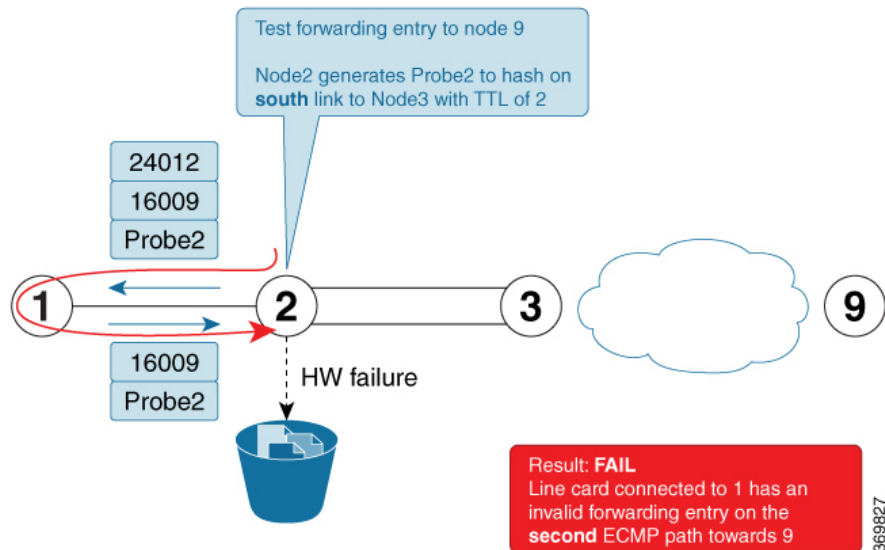 Test forwarding entry to node 9
Node2 generates Probe2 to hash on
south link to Node3 with TTL of 2
24012
16009
Probe2
1
2
3
9
16009
Probe2
HW failure
Result: FAIL
Line card connected to 1 has an
invalid forwarding entry on the
second ECMP path towards 9
369827